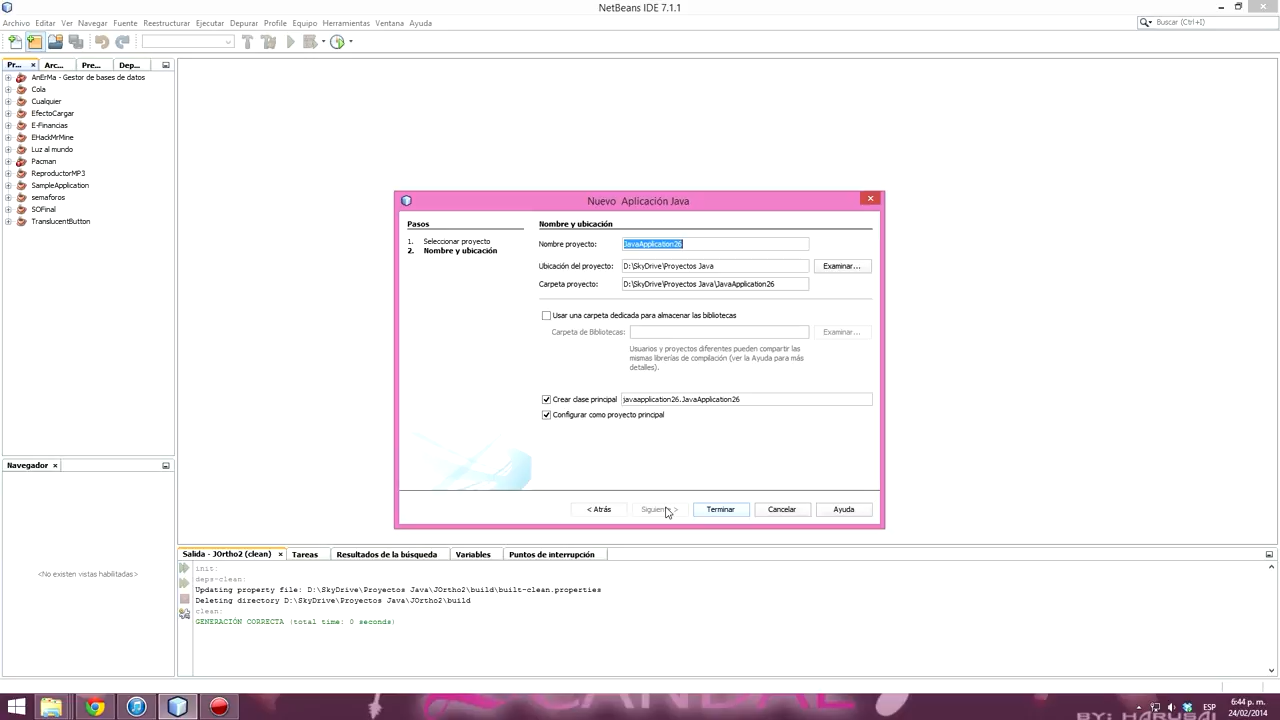 NetBeans IDE 7.1.1
Archivo Editar Ver Navegar Fuente Reestructurar Ejecutar Depurar Profile Equipo Herramientas Ventana Ayuda
Buscar (Ctrl+I)
Pr... Arc... Pre... Dep...
AnErMa - Gestor de bases de datos
Cola
Cualquier
EfectoCargar
E-Financias
EHackMrMine
Luz al mundo
Pacman
ReproductorMP3
SampleApplication
semaforos
SOFinal
TranslucentButton
Nuevo Aplicación Java
Pasos
1. Seleccionar proyecto
2. Nombre y ubicación
Nombre y ubicación
Nombre proyecto: JavaApplication26
Ubicación del proyecto: D:\SkyDrive\Proyectos Java Examinar...
Carpeta proyecto: D:\SkyDrive\Proyectos Java\JavaApplication26
Usar una carpeta dedicada para almacenar las bibliotecas
Carpeta de Bibliotecas: Examinar...
Usuarios y proyectos diferentes pueden compartir las
mismas librerías de compilación (ver la Ayuda para más
detalles).
Crear clase principal javaapplication26.JavaApplication26
Configurar como proyecto principal
< Atrás Siguiente > Terminar Cancelar Ayuda
Navegador
<No existen vistas habilitadas>
Salida - JOrtho2 (clean) Tareas Resultados de la búsqueda Variables Puntos de interrupción
init:
deps-clean:
Updating property file: D:\SkyDrive\Proyectos Java\JOrtho2\build\built-clean.properties
Deleting directory D:\SkyDrive\Proyectos Java\JOrtho2\build
clean:
GENERACIÓN CORRECTA (total time: 0 seconds)
ESP
6:44 p. m.
24/02/2014